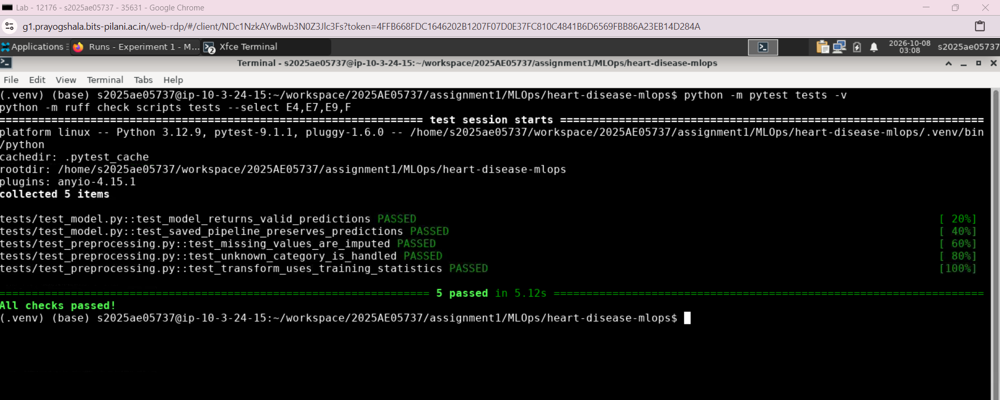 Lab - 12176 - s2025ae05737 - 35631 - Google Chrome
g1.prayogshala.bits-pilani.ac.in/web-rdp/#/client/NDc1NzkAYwBwb3N0Z3Jlc3Fs?token=4FFB668FDC1646202B1207F07D0E37FC810C4841B6D6569FBB86A23EB14D284A
Applications Runs - Experiment 1 - M... Xfce Terminal 2026-10-08 03:08 s2025ae05737
Terminal - s2025ae05737@ip-10-3-24-15:~/workspace/2025AE05737/assignment1/MLOps/heart-disease-mlops
File Edit View Terminal Tabs Help
(.venv) (base) s2025ae05737@ip-10-3-24-15:~/workspace/2025AE05737/assignment1/MLOps/heart-disease-mlops$ python -m pytest tests -v
python -m ruff check scripts tests --select E4,E7,E9,F
================================================================= test session starts =================================================================
platform linux -- Python 3.12.9, pytest-9.1.1, pluggy-1.6.0 -- /home/s2025ae05737/workspace/2025AE05737/assignment1/MLOps/heart-disease-mlops/.venv/bin
/python
cachedir: .pytest_cache
rootdir: /home/s2025ae05737/workspace/2025AE05737/assignment1/MLOps/heart-disease-mlops
plugins: anyio-4.15.1
collected 5 items
tests/test_model.py::test_model_returns_valid_predictions PASSED [ 20%]
tests/test_model.py::test_saved_pipeline_preserves_predictions PASSED [ 40%]
tests/test_preprocessing.py::test_missing_values_are_imputed PASSED [ 60%]
tests/test_preprocessing.py::test_unknown_category_is_handled PASSED [ 80%]
tests/test_preprocessing.py::test_transform_uses_training_statistics PASSED [100%]
================================================================== 5 passed in 5.12s ==================================================================
All checks passed!
(.venv) (base) s2025ae05737@ip-10-3-24-15:~/workspace/2025AE05737/assignment1/MLOps/heart-disease-mlops$